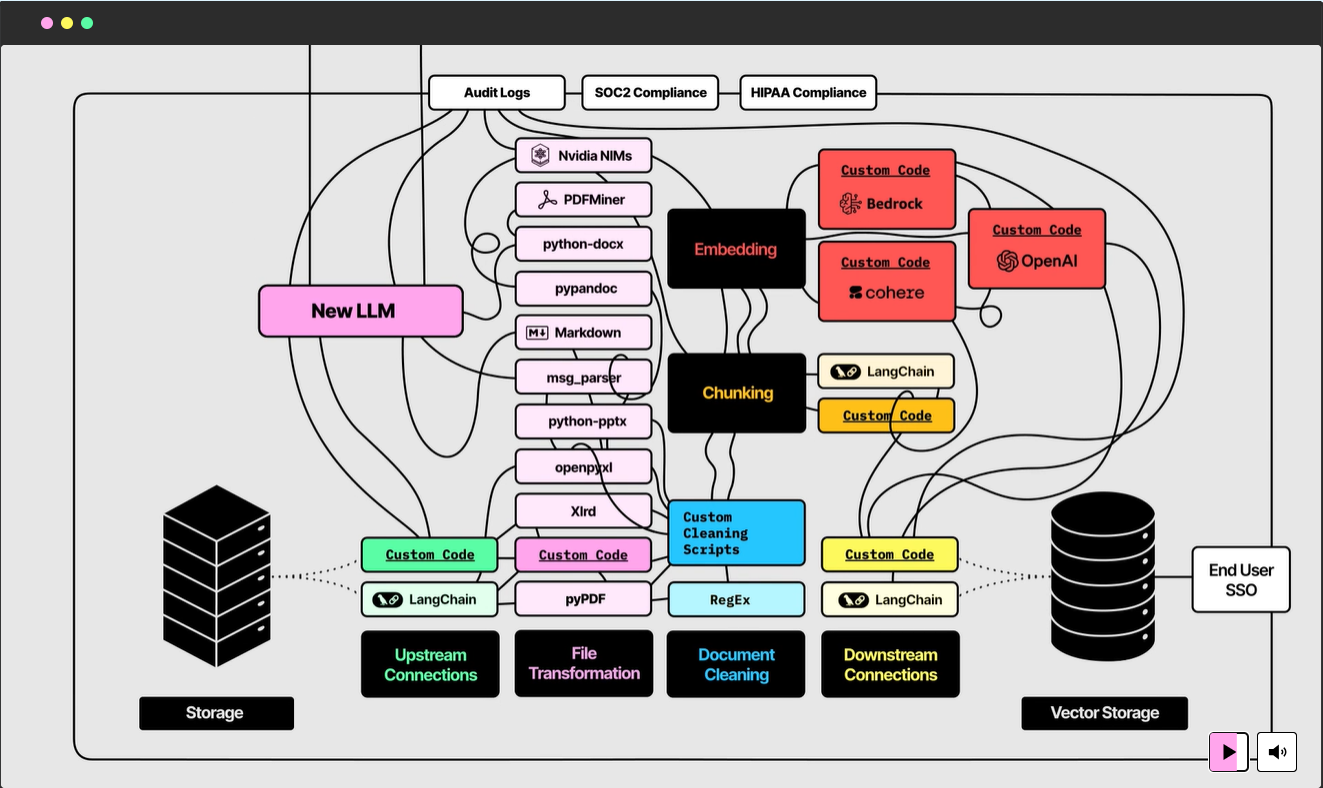 Audit Logs
SOC2 Compliance
HIPAA Compliance
Nvidia NIMs
PDFMiner
python-docx
pypandoc
Markdown
msg_parser
python-pptx
openpyxl
Xlrd
Custom Code
pyPDF
New LLM
Embedding
Custom Code
Bedrock
Custom Code
cohere
Custom Code
OpenAI
Chunking
LangChain
Custom Code
Custom
Cleaning
Scripts
RegEx
Custom Code
LangChain
Custom Code
LangChain
End User
SSO
Upstream
Connections
File
Transformation
Document
Cleaning
Downstream
Connections
Storage
Vector Storage